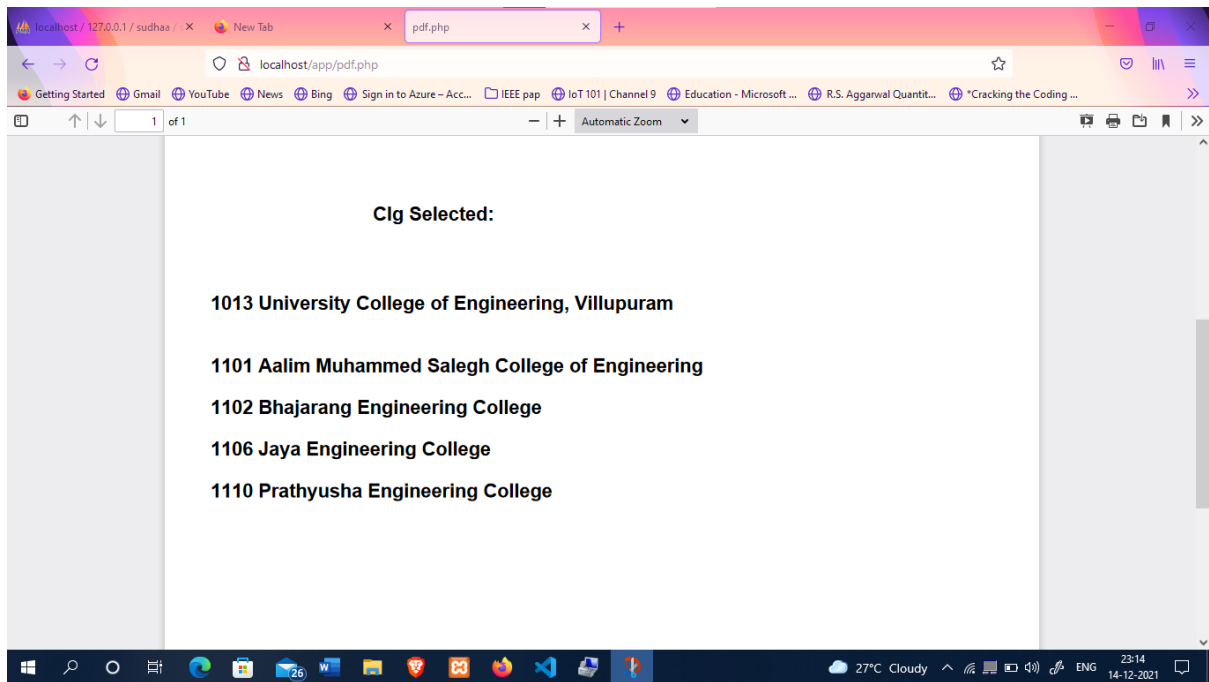 localhost / 127.0.0.1 / sudhaa /
New Tab
pdf.php
localhost/app/pdf.php
Getting Started Gmail YouTube News Bing Sign in to Azure – Acc... IEEE pap IoT 101 | Channel 9 Education - Microsoft ... R.S. Aggarwal Quantit... *Cracking the Coding ...
1 of 1 Automatic Zoom
Clg Selected:
1013 University College of Engineering, Villupuram
1101 Aalim Muhammed Salegh College of Engineering
1102 Bhajarang Engineering College
1106 Jaya Engineering College
1110 Prathyusha Engineering College
26
27°C Cloudy
ENG
23:14
14-12-2021